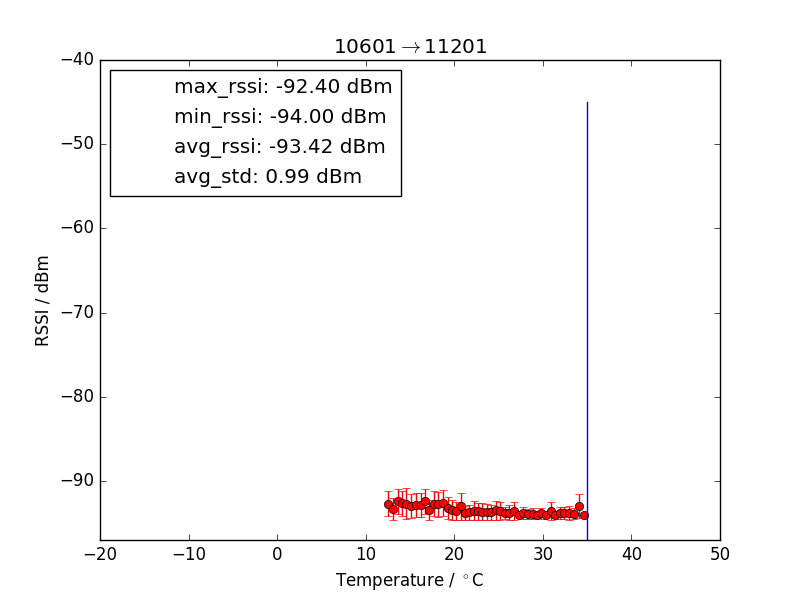 10601→11201
max_rssi: -92.40 dBm
min_rssi: -94.00 dBm
avg_rssi: -93.42 dBm
avg_std: 0.99 dBm
RSSI / dBm
−40
−50
−60
−70
−80
−90
−20 −10 0 10 20 30 40 50
Temperature / °C